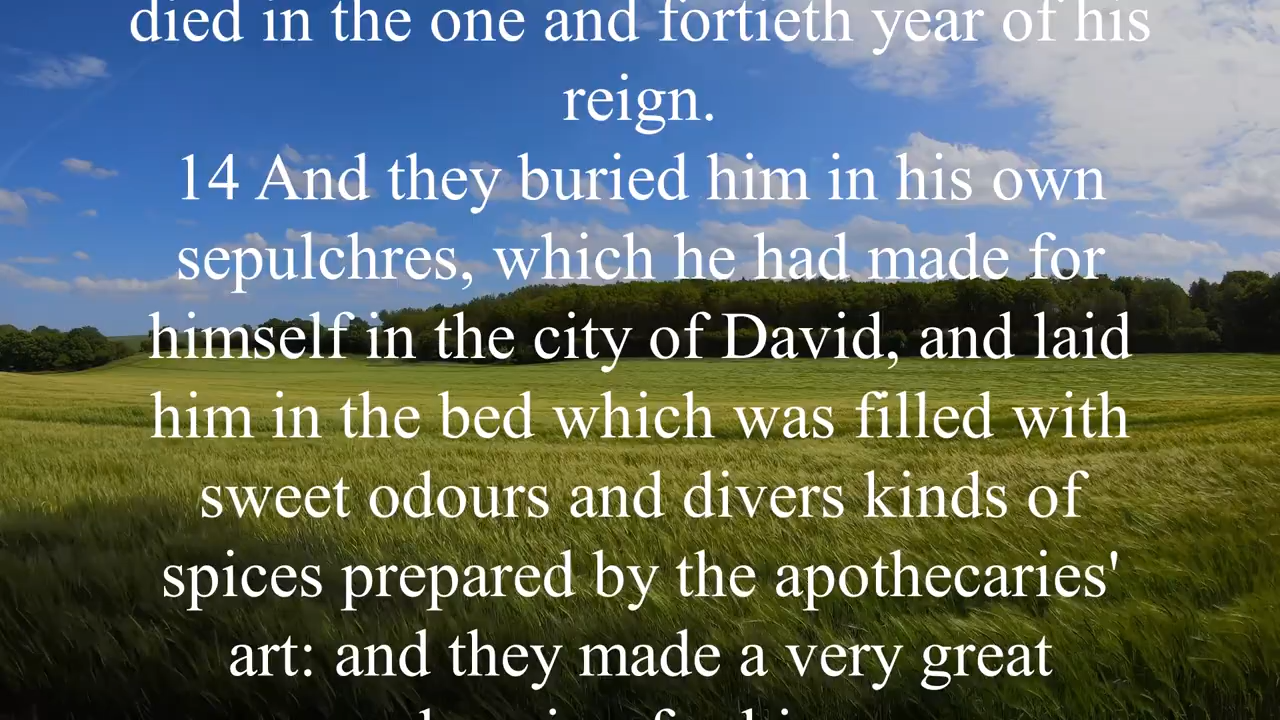 died in the one and fortieth year of his
reign.
14 And they buried him in his own
sepulchres, which he had made for
himself in the city of David, and laid
him in the bed which was filled with
sweet odours and divers kinds of
spices prepared by the apothecaries'
art: and they made a very great